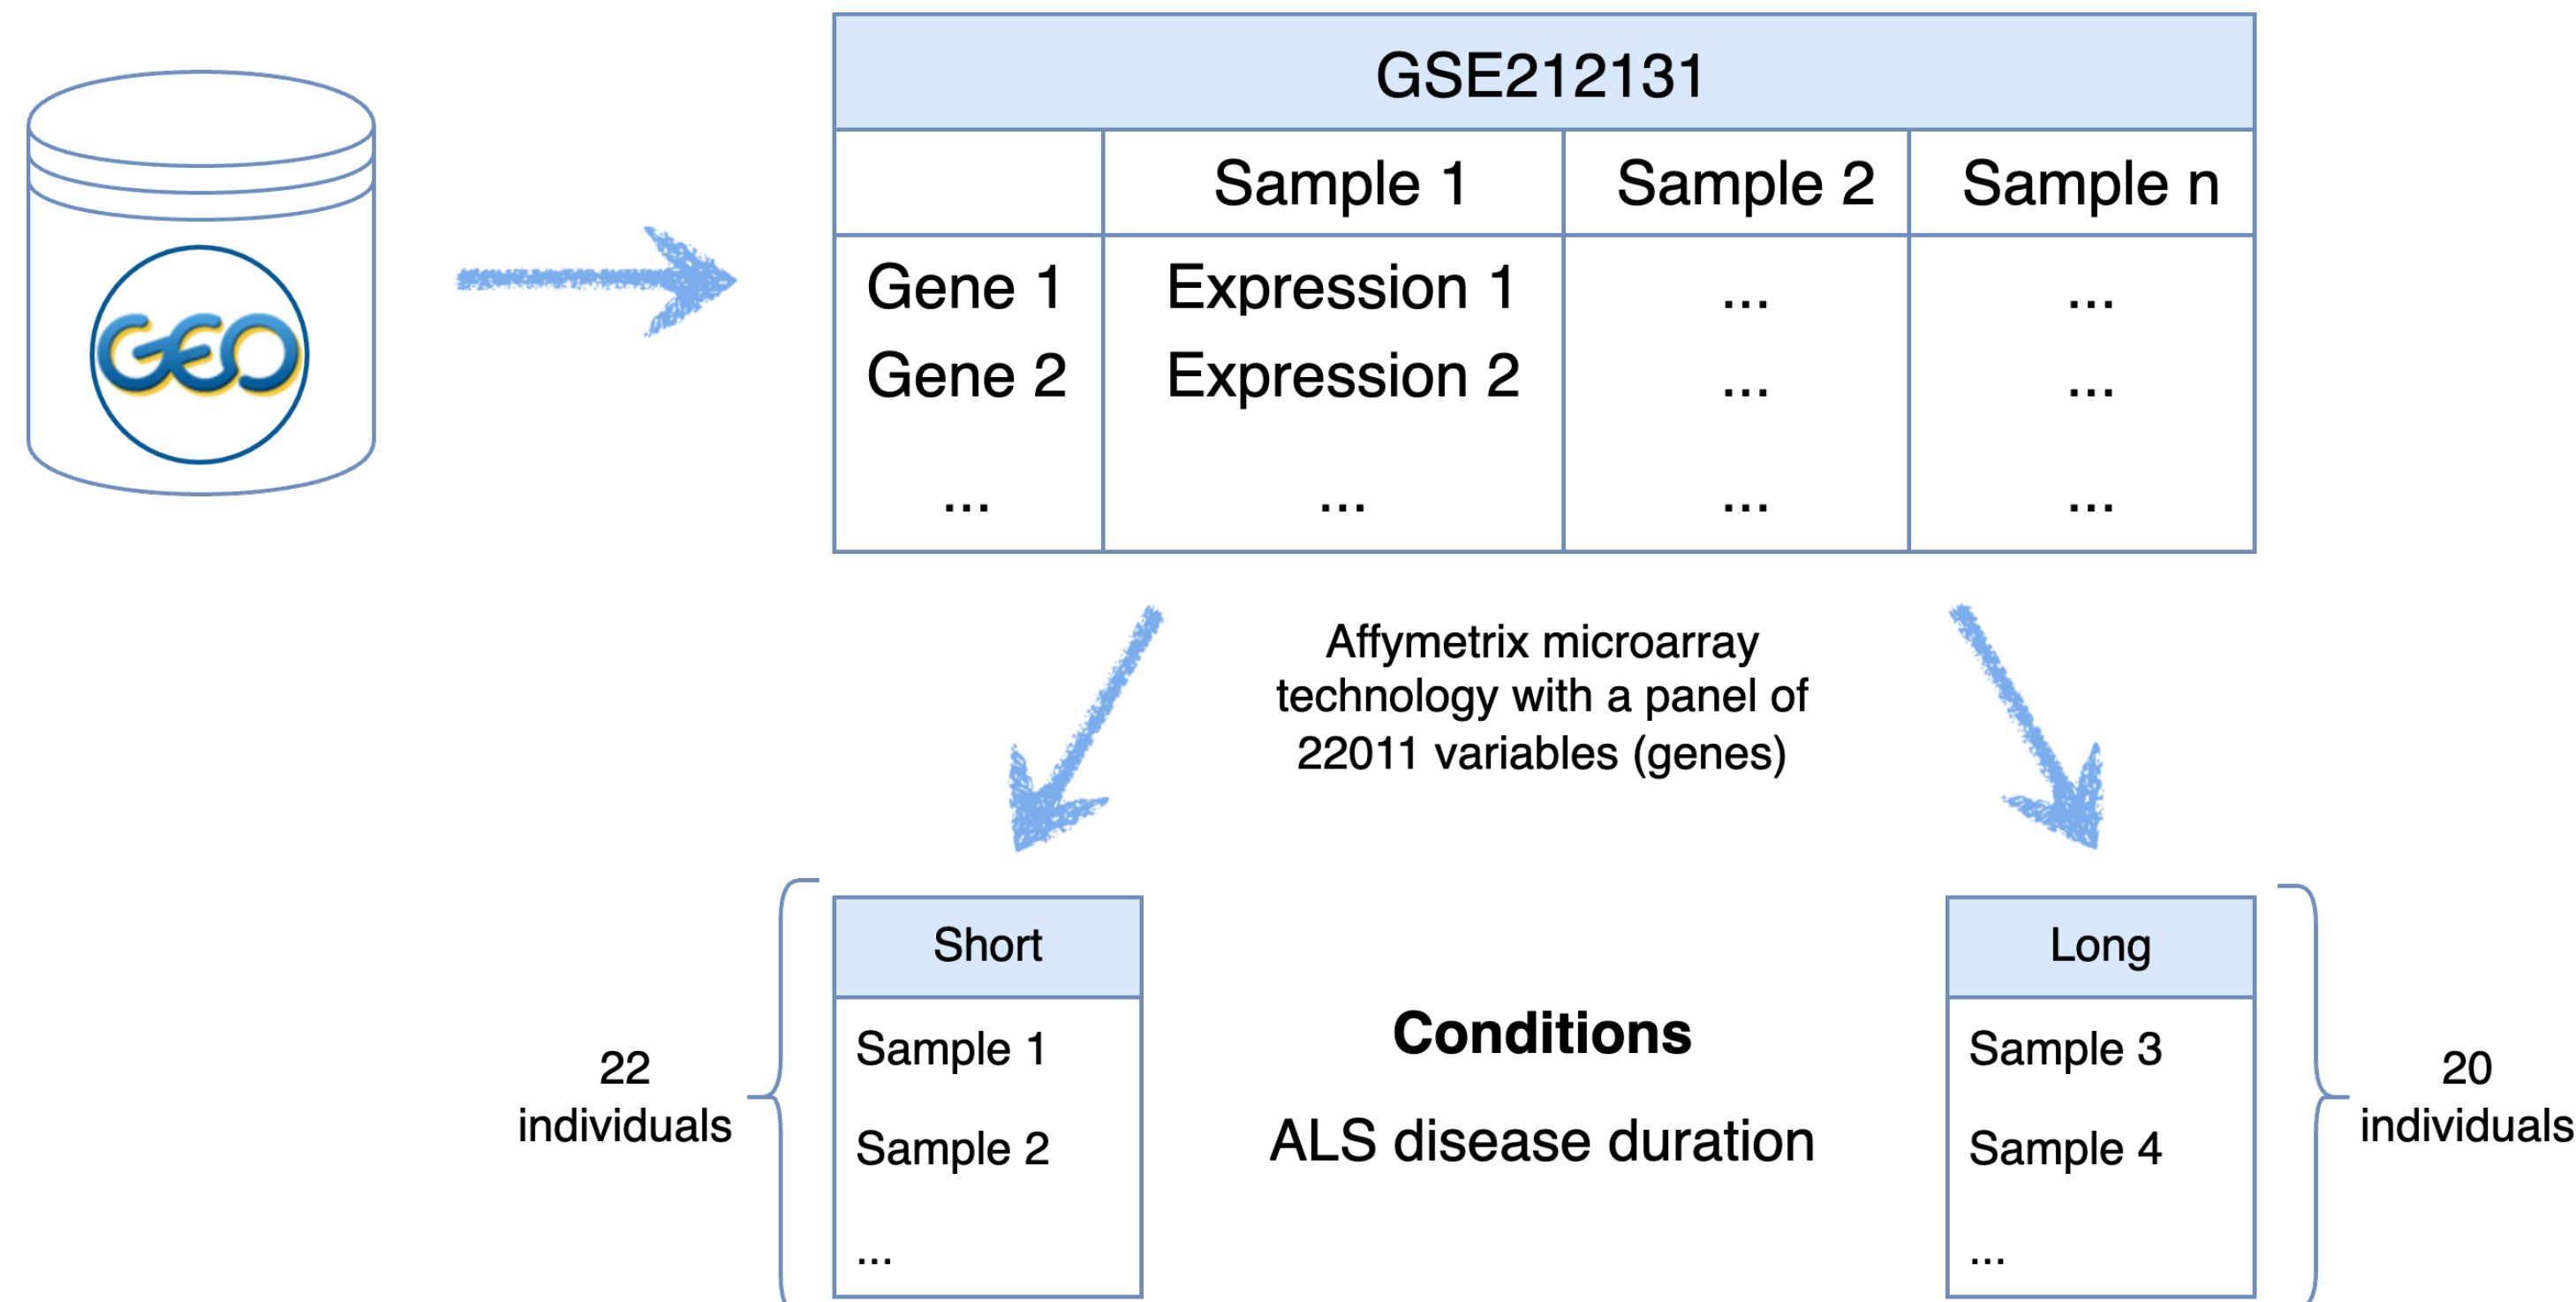 GEO
GSE212131
Sample 1 Sample 2 Sample n
Gene 1 Expression 1 ... ...
Gene 2 Expression 2 ... ...
... ... ... ...
Affymetrix microarray
technology with a panel of
22011 variables (genes)
Short
Sample 1
Sample 2
...
22
individuals
Conditions
ALS disease duration
Long
Sample 3
Sample 4
...
20
individuals